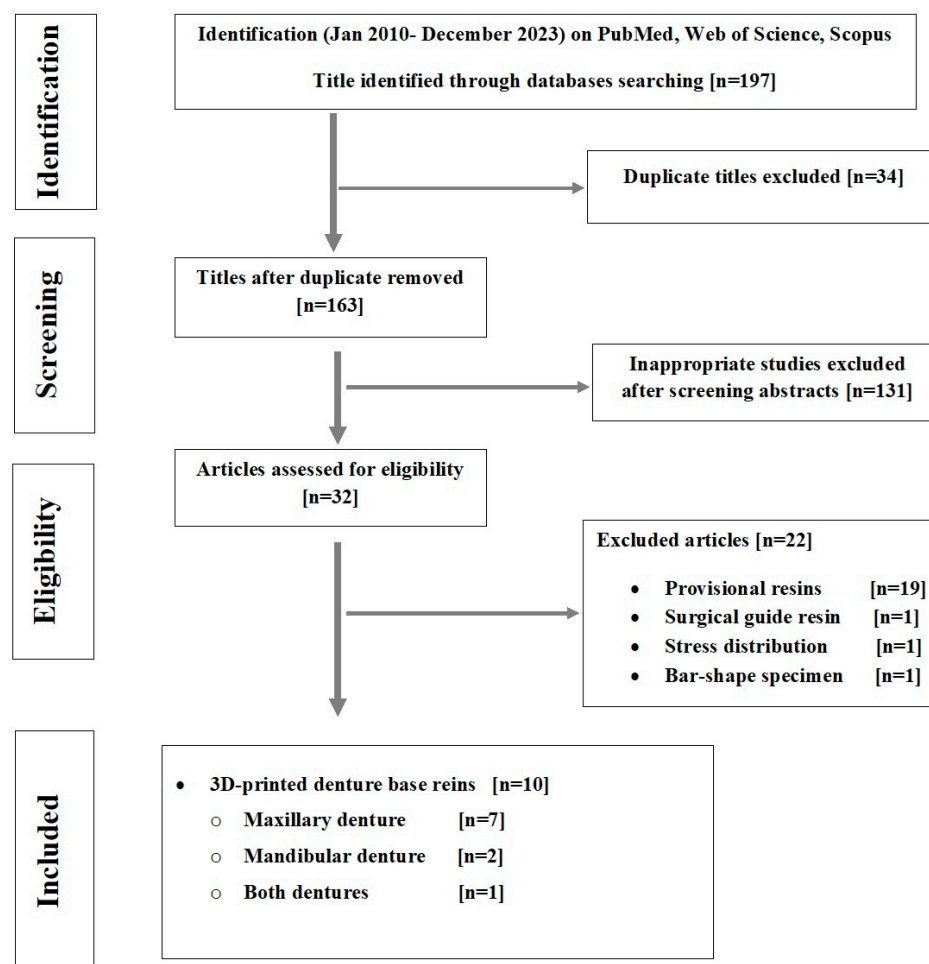 Identification
Identification (Jan 2010- December 2023) on PubMed, Web of Science, Scopus
Title identified through databases searching [n=197]
Duplicate titles excluded [n=34]
Screening
Titles after duplicate removed
[n=163]
Inappropriate studies excluded
after screening abstracts [n=131]
Eligibility
Articles assessed for eligibility
[n=32]
Excluded articles [n=22]
• Provisional resins [n=19]
• Surgical guide resin [n=1]
• Stress distribution [n=1]
• Bar-shape specimen [n=1]
Included
• 3D-printed denture base reins [n=10]
o Maxillary denture [n=7]
o Mandibular denture [n=2]
o Both dentures [n=1]